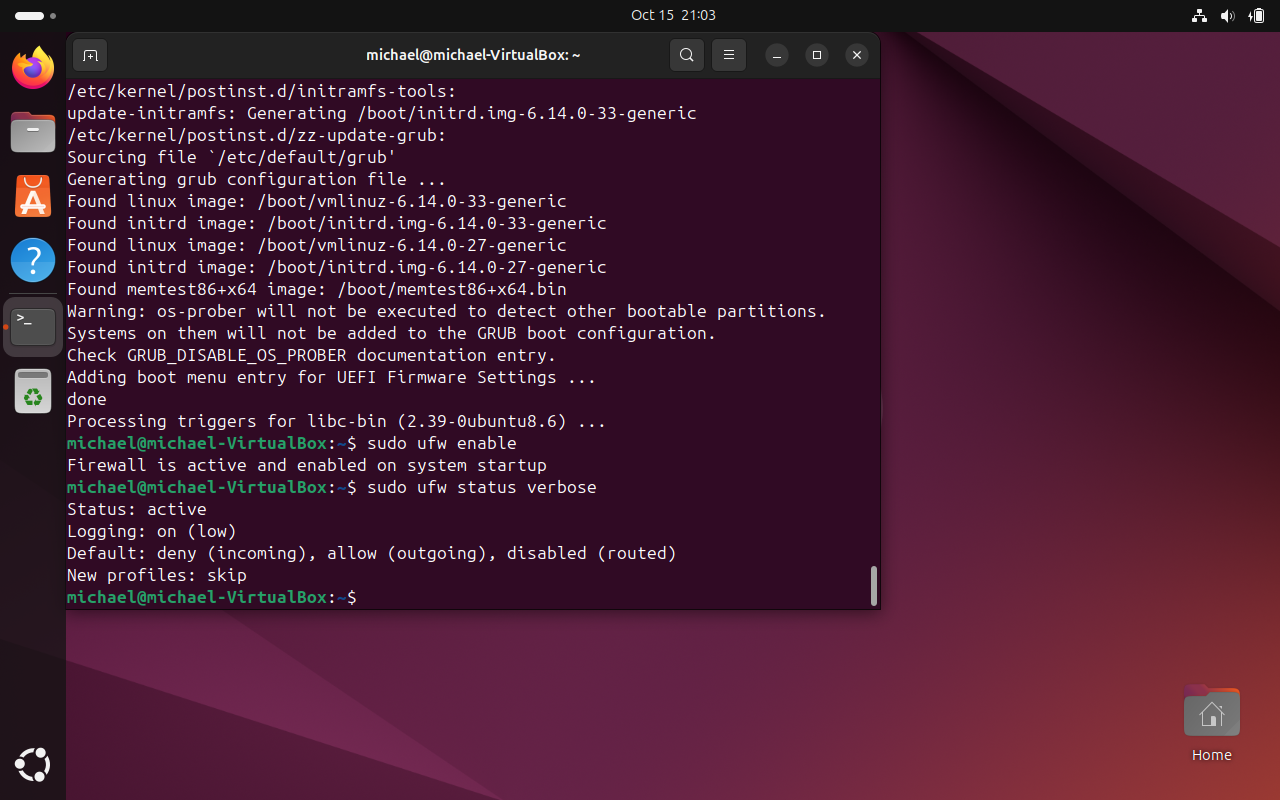 Oct 15 21:03
michael@michael-VirtualBox: ~
/etc/kernel/postinst.d/initramfs-tools:
update-initramfs: Generating /boot/initrd.img-6.14.0-33-generic
/etc/kernel/postinst.d/zz-update-grub:
Sourcing file `/etc/default/grub'
Generating grub configuration file ...
Found linux image: /boot/vmlinuz-6.14.0-33-generic
Found initrd image: /boot/initrd.img-6.14.0-33-generic
Found linux image: /boot/vmlinuz-6.14.0-27-generic
Found initrd image: /boot/initrd.img-6.14.0-27-generic
Found memtest86+x64 image: /boot/memtest86+x64.bin
Warning: os-prober will not be executed to detect other bootable partitions.
Systems on them will not be added to the GRUB boot configuration.
Check GRUB_DISABLE_OS_PROBER documentation entry.
Adding boot menu entry for UEFI Firmware Settings ...
done
Processing triggers for libc-bin (2.39-0ubuntu8.6) ...
michael@michael-VirtualBox:~$ sudo ufw enable
Firewall is active and enabled on system startup
michael@michael-VirtualBox:~$ sudo ufw status verbose
Status: active
Logging: on (low)
Default: deny (incoming), allow (outgoing), disabled (routed)
New profiles: skip
michael@michael-VirtualBox:~$
Home